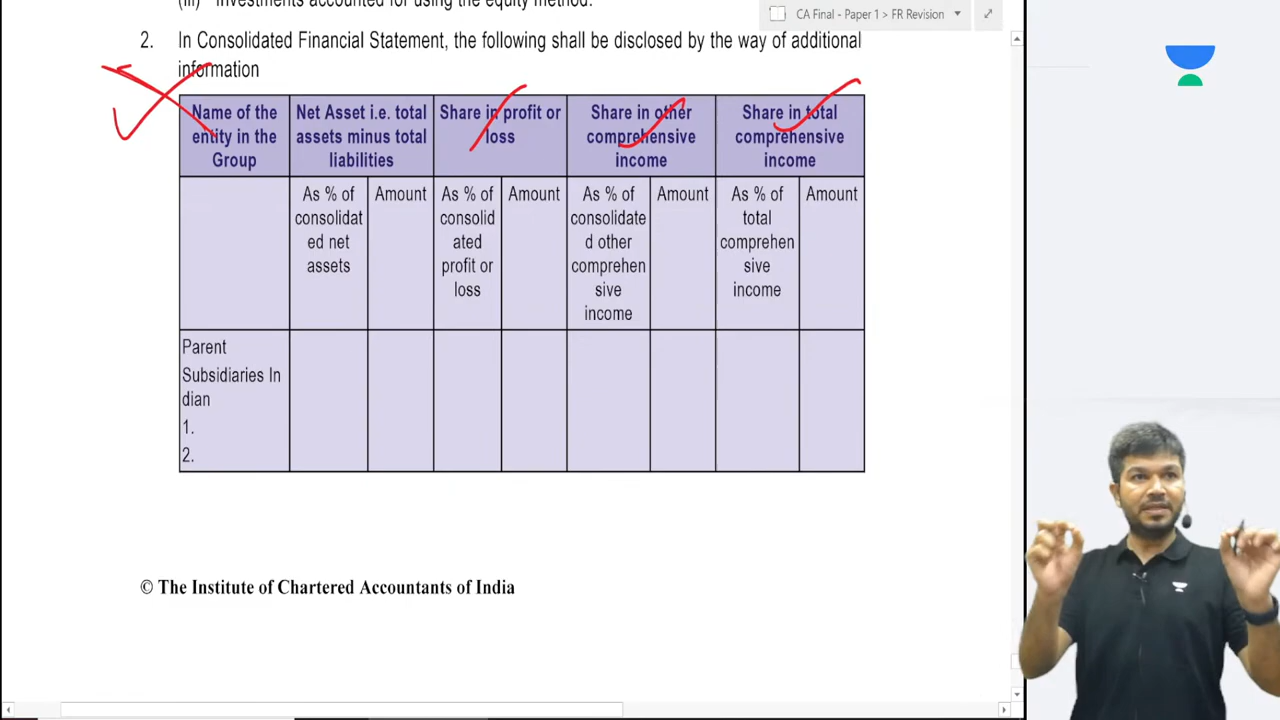 (iii) Investments accounted for using the equity method.
CA Final - Paper 1 > FR Revision
2. In Consolidated Financial Statement, the following shall be disclosed by the way of additional
information
Name of the
entity in the
Group
Net Asset i.e. total
assets minus total
liabilities
Share in profit or
loss
Share in other
comprehensive
income
Share in total
comprehensive
income
As % of
consolidat
ed net
assets
Amount
As % of
consolid
ated
profit or
loss
Amount
As % of
consolidate
d other
comprehen
sive
income
Amount
As % of
total
comprehen
sive
income
Amount
Parent
Subsidiaries In
dian
1.
2.
© The Institute of Chartered Accountants of India